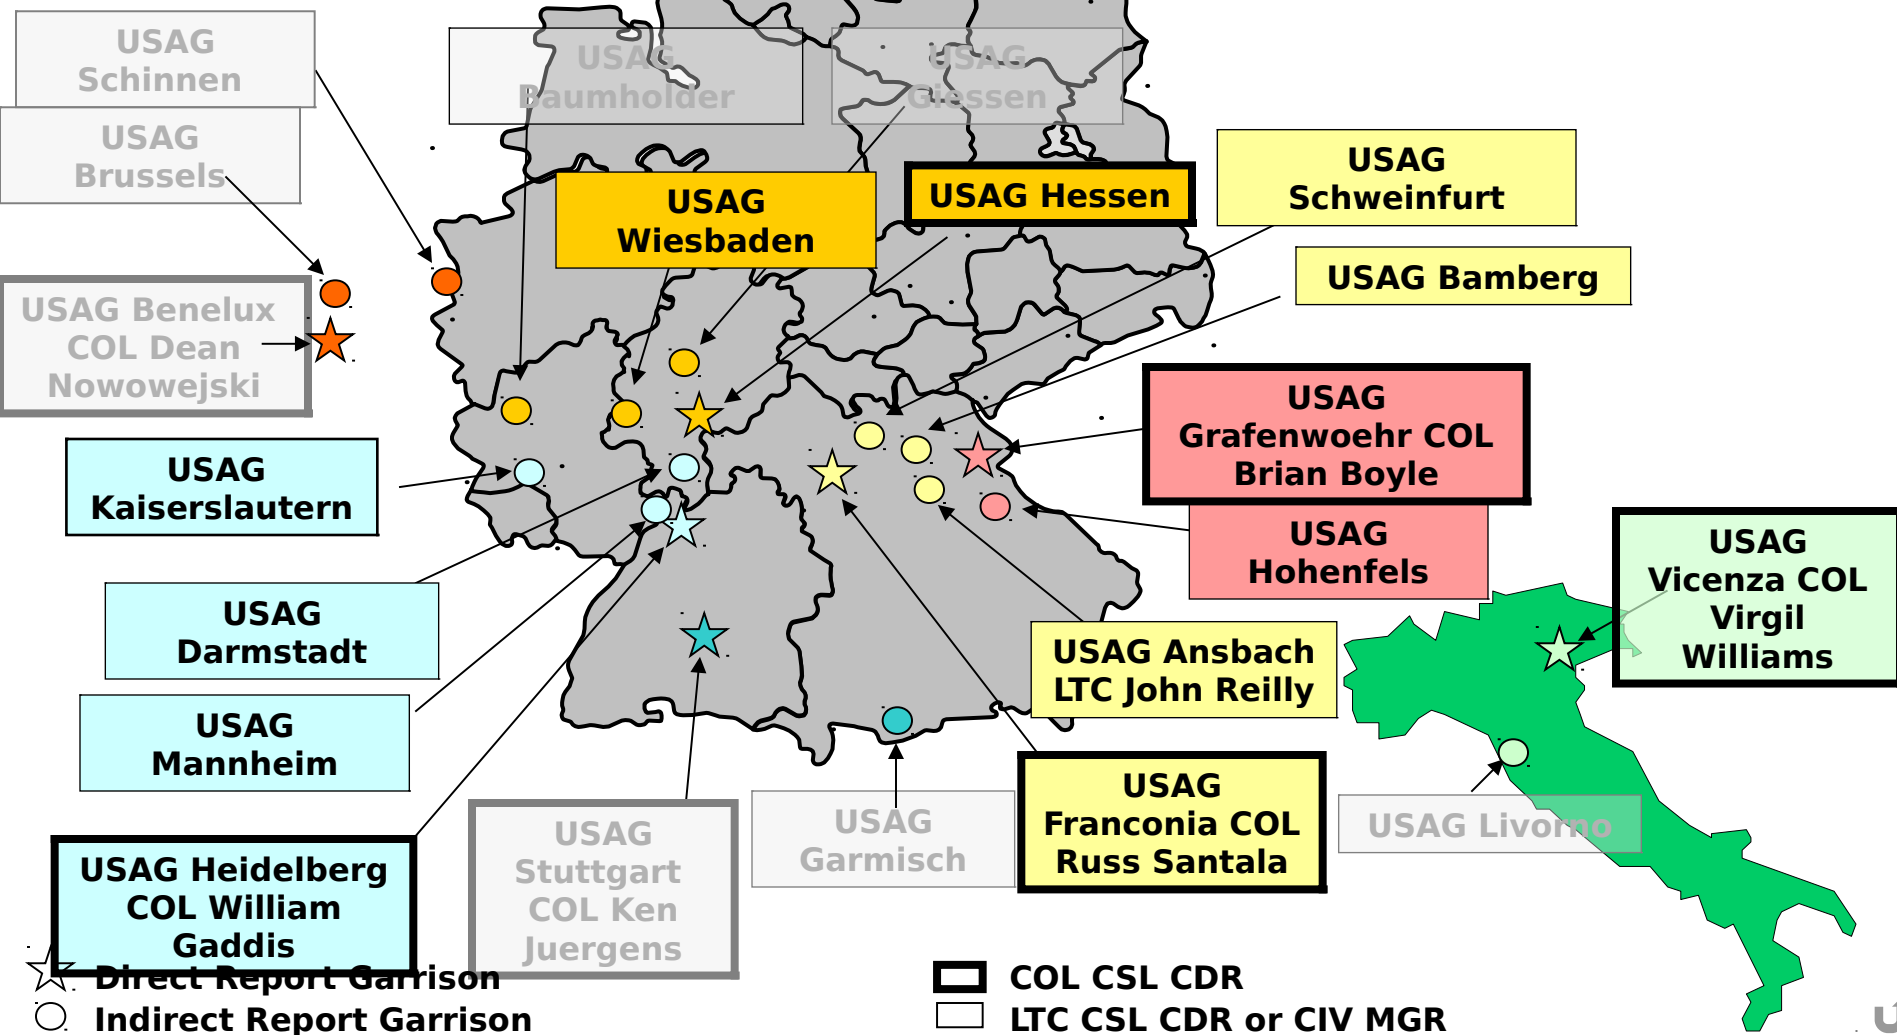 USAG
Schinnen
USAG
Brussels
USAG Benelux
COL Dean
Nowowejski
USAG
Baumholder
USAG
Giessen
USAG
Wiesbaden
USAG Hessen
USAG
Schweinfurt
USAG Bamberg
USAG
Grafenwoehr COL
Brian Boyle
USAG
Hohenfels
USAG
Vicenza COL
Virgil
Williams
USAG
Kaiserslautern
USAG
Darmstadt
USAG
Mannheim
USAG Heidelberg
COL William
Gaddis
USAG
Stuttgart
COL Ken
Juergens
USAG
Garmisch
USAG Ansbach
LTC John Reilly
USAG
Franconia COL
Russ Santala
USAG Livorno
Direct Report Garrison
Indirect Report Garrison
COL CSL CDR
LTC CSL CDR or CIV MGR